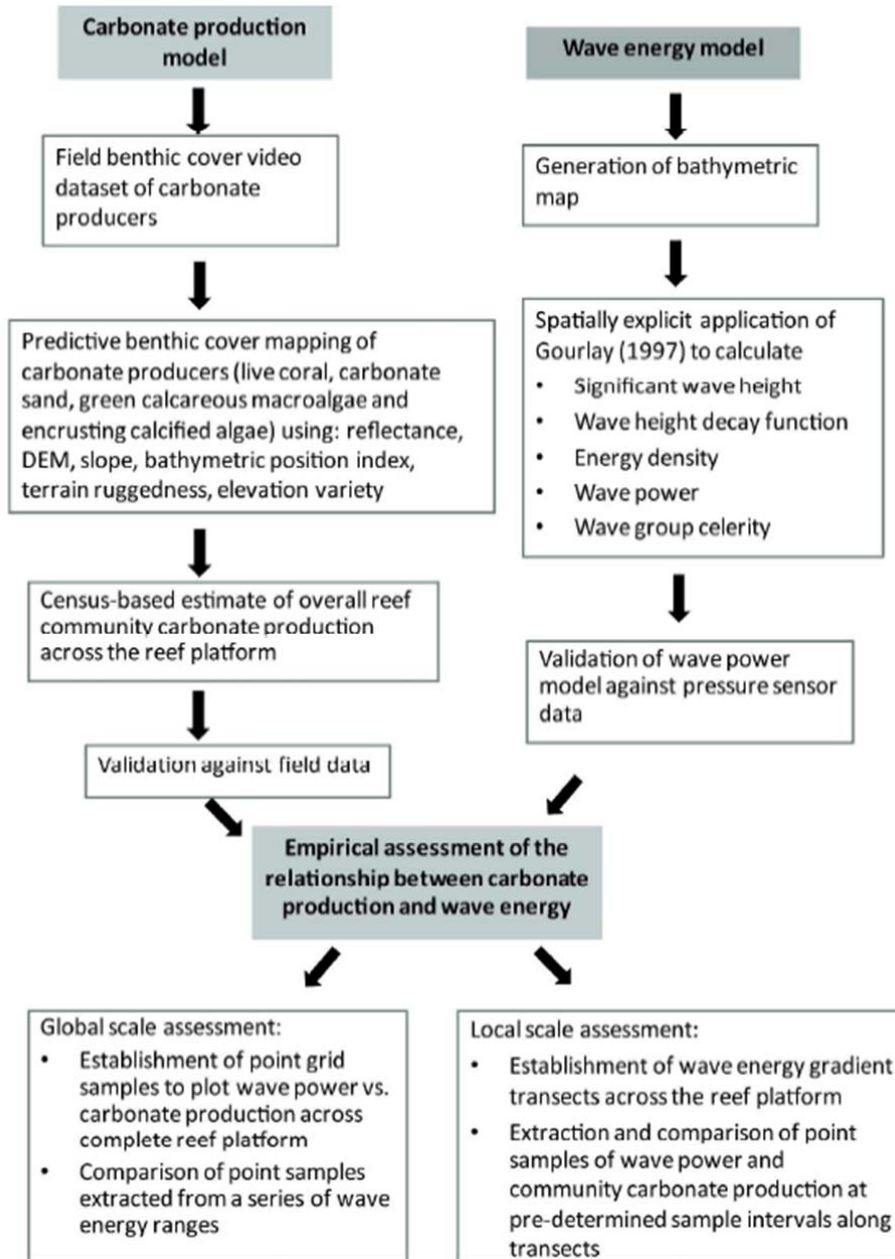 Carbonate production
model
Field benthic cover video
dataset of carbonate
producers
Predictive benthic cover mapping of
carbonate producers (live coral, carbonate
sand, green calcareous macroalgae and
encrusting calcified algae) using: reflectance,
DEM, slope, bathymetric position index,
terrain ruggedness, elevation variety
Census-based estimate of overall reef
community carbonate production
across the reef platform
Validation against field data
Wave energy model
Generation of bathymetric
map
Spatially explicit application of
Gourlay (1997) to calculate
• Significant wave height
• Wave height decay function
• Energy density
• Wave power
• Wave group celerity
Validation of wave power
model against pressure sensor
data
Empirical assessment of the
relationship between carbonate
production and wave energy
Global scale assessment:
• Establishment of point grid
samples to plot wave power vs.
carbonate production across
complete reef platform
• Comparison of point samples
extracted from a series of wave
energy ranges
Local scale assessment:
• Establishment of wave energy gradient
transects across the reef platform
• Extraction and comparison of point
samples of wave power and
community carbonate production at
pre-determined sample intervals along
transects